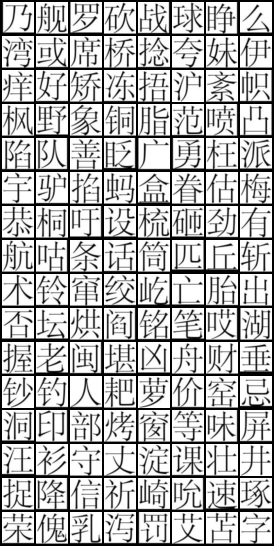 乃舰罗砍战球睁么
湾或席桥捻夸妹伊
痒好矫冻捂沪紊帜
枫野象铜脂范喷凸
陷队善眨广勇枉派
宇驴掐蚂盒眷估梅
恭桐吁设梳砸劲有
航咕条话筒匹丘斩
术铃窜绞屹亡胎出
否坛烘阎铭笔哎湖
握老闽堪凶舟财垂
钞钓人耙萝价窑忌
洞印部烤窗等味屏
汪衫守丈淀课壮井
捉降信祈崎吮速琢
荣傀乳泻罚艾苫字